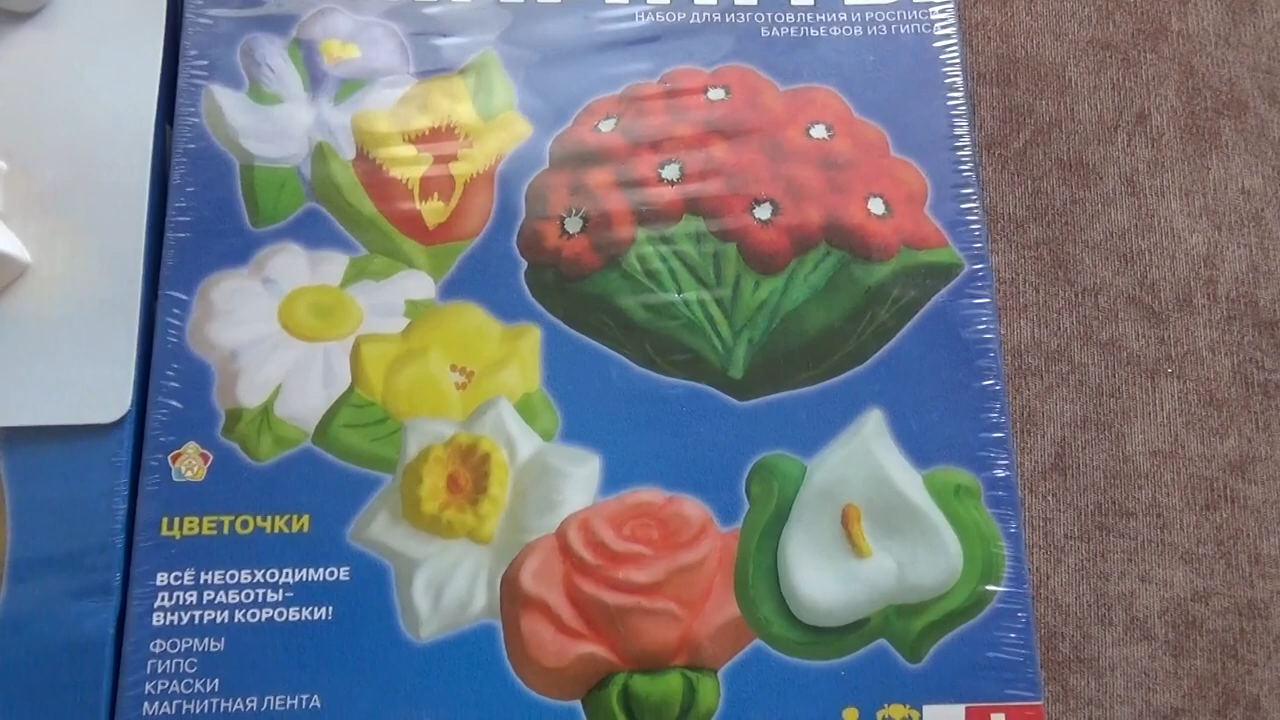 НАБОР ДЛЯ ИЗГОТОВЛЕНИЯ И РОСПИСИ
БАРЕЛЬЕФОВ ИЗ ГИПСА
ЦВЕТОЧКИ
ВСЁ НЕОБХОДИМОЕ
ДЛЯ РАБОТЫ–
ВНУТРИ КОРОБКИ!
ФОРМЫ
ГИПС
КРАСКИ
МАГНИТНАЯ ЛЕНТА